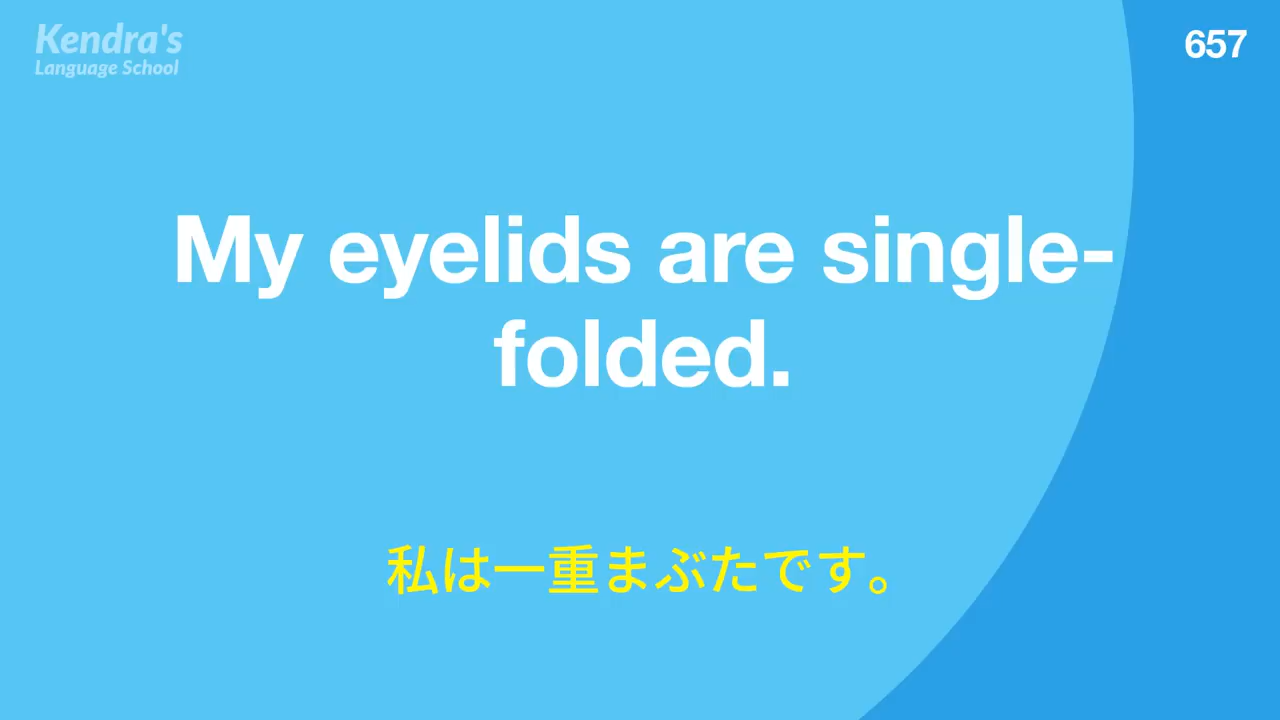 Kendra's
Language School
657
My eyelids are single-
folded.
私は一重まぶたです。